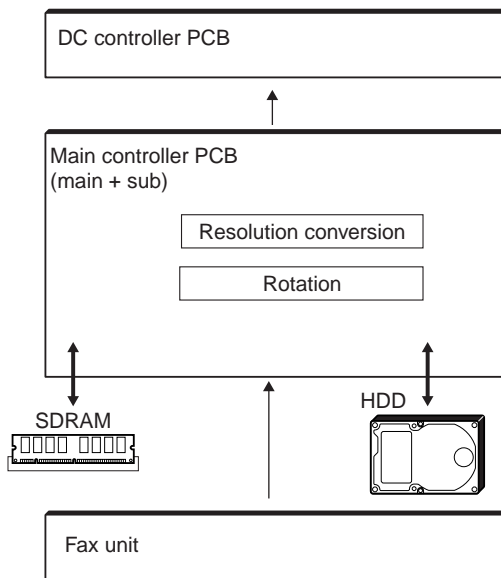 DC controller PCB
Main controller PCB
(main + sub)
Resolution conversion
Rotation
SDRAM
HDD
Fax unit